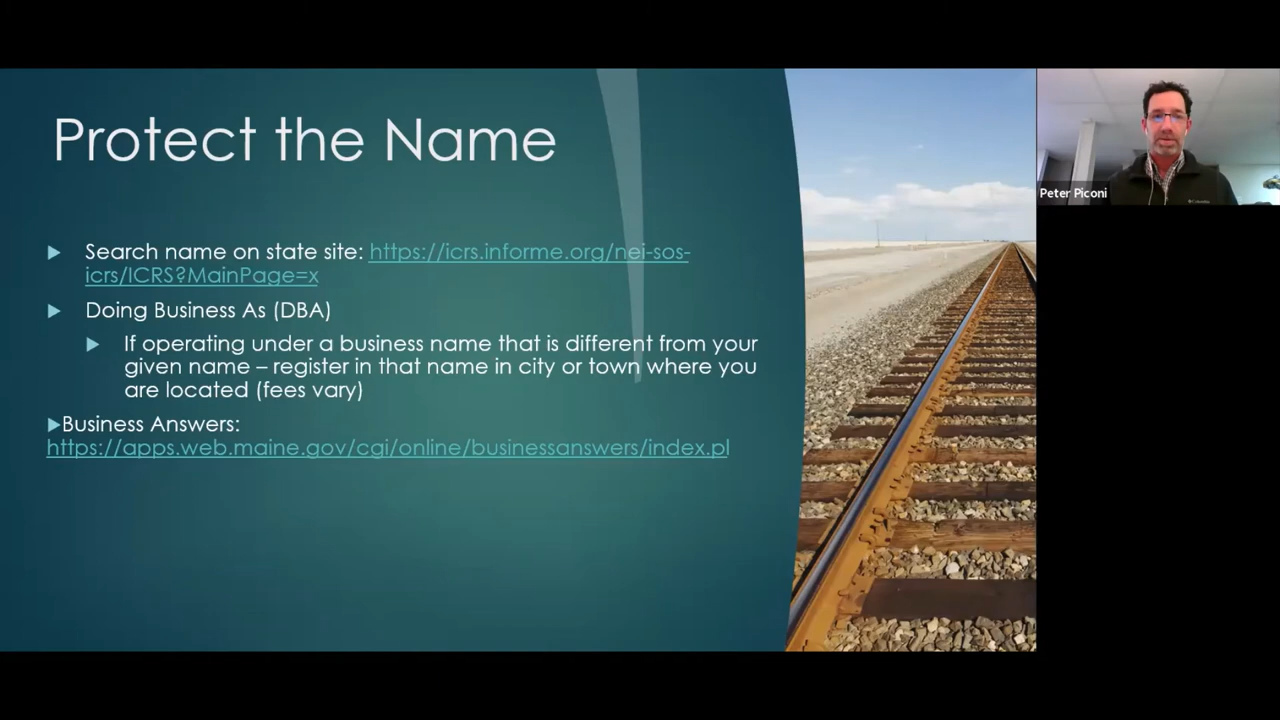 Protect the Name
Search name on state site: https://icrs.informe.org/nei-sos-
icrs/ICRS?MainPage=x
Doing Business As (DBA)
If operating under a business name that is different from your
given name – register in that name in city or town where you
are located (fees vary)
Business Answers:
https://apps.web.maine.gov/cgi/online/businessanswers/index.pl
Peter Piconi